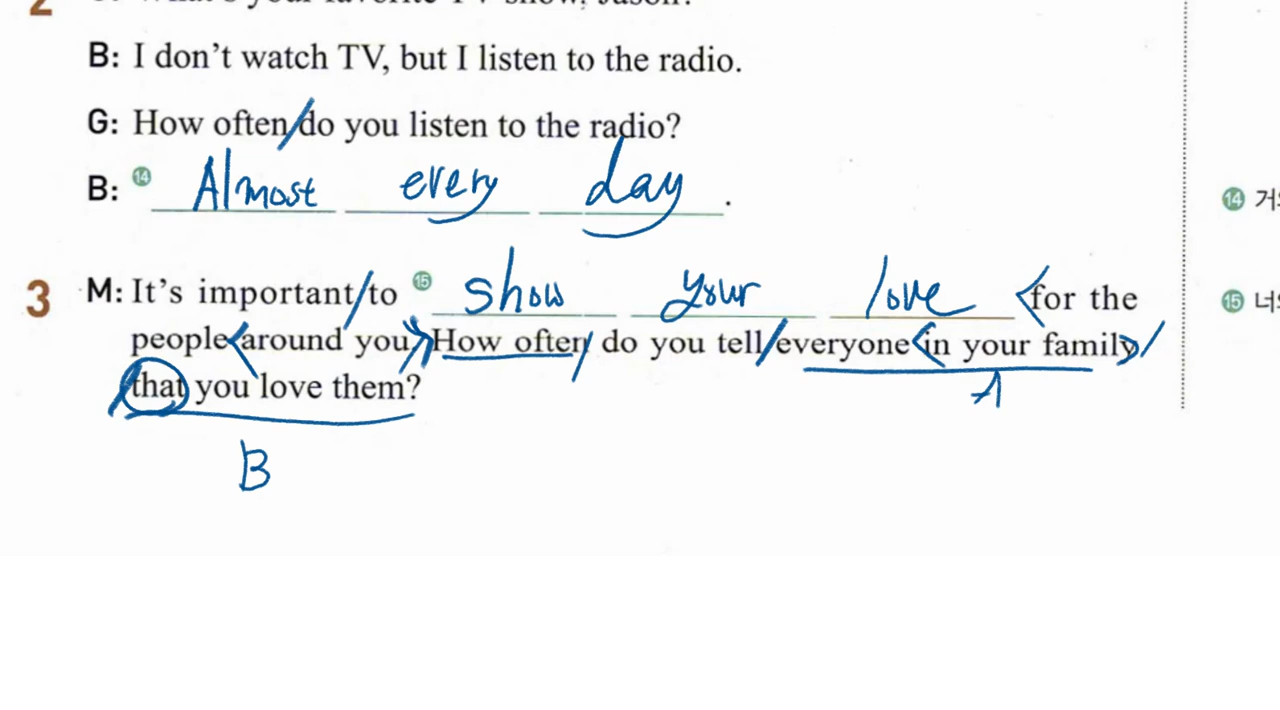 2
B: I don't watch TV, but I listen to the radio.
G: How often/do you listen to the radio?
B: ⑭ Almost every day.
⑭ 거
3 M: It's important/to ⑮ show your love <for the
⑮
people<around you》 How often/ do you tell/everyone<in your family>/
A
/that you love them?
B